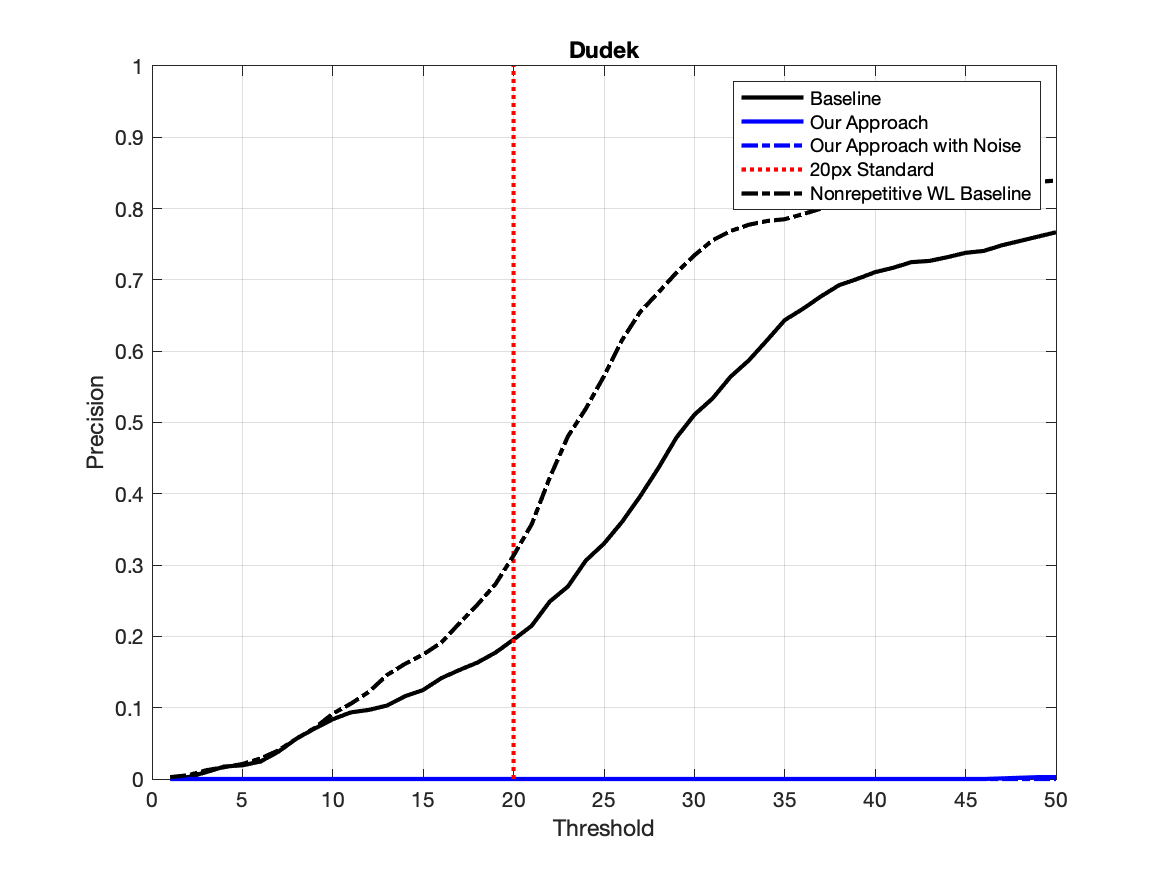 Dudek
1
0.9
0.8
0.7
0.6
0.5
0.4
0.3
0.2
0.1
0
Precision
Baseline
Our Approach
Our Approach with Noise
20px Standard
Nonrepetitive WL Baseline
0 5 10 15 20 25 30 35 40 45 50
Threshold